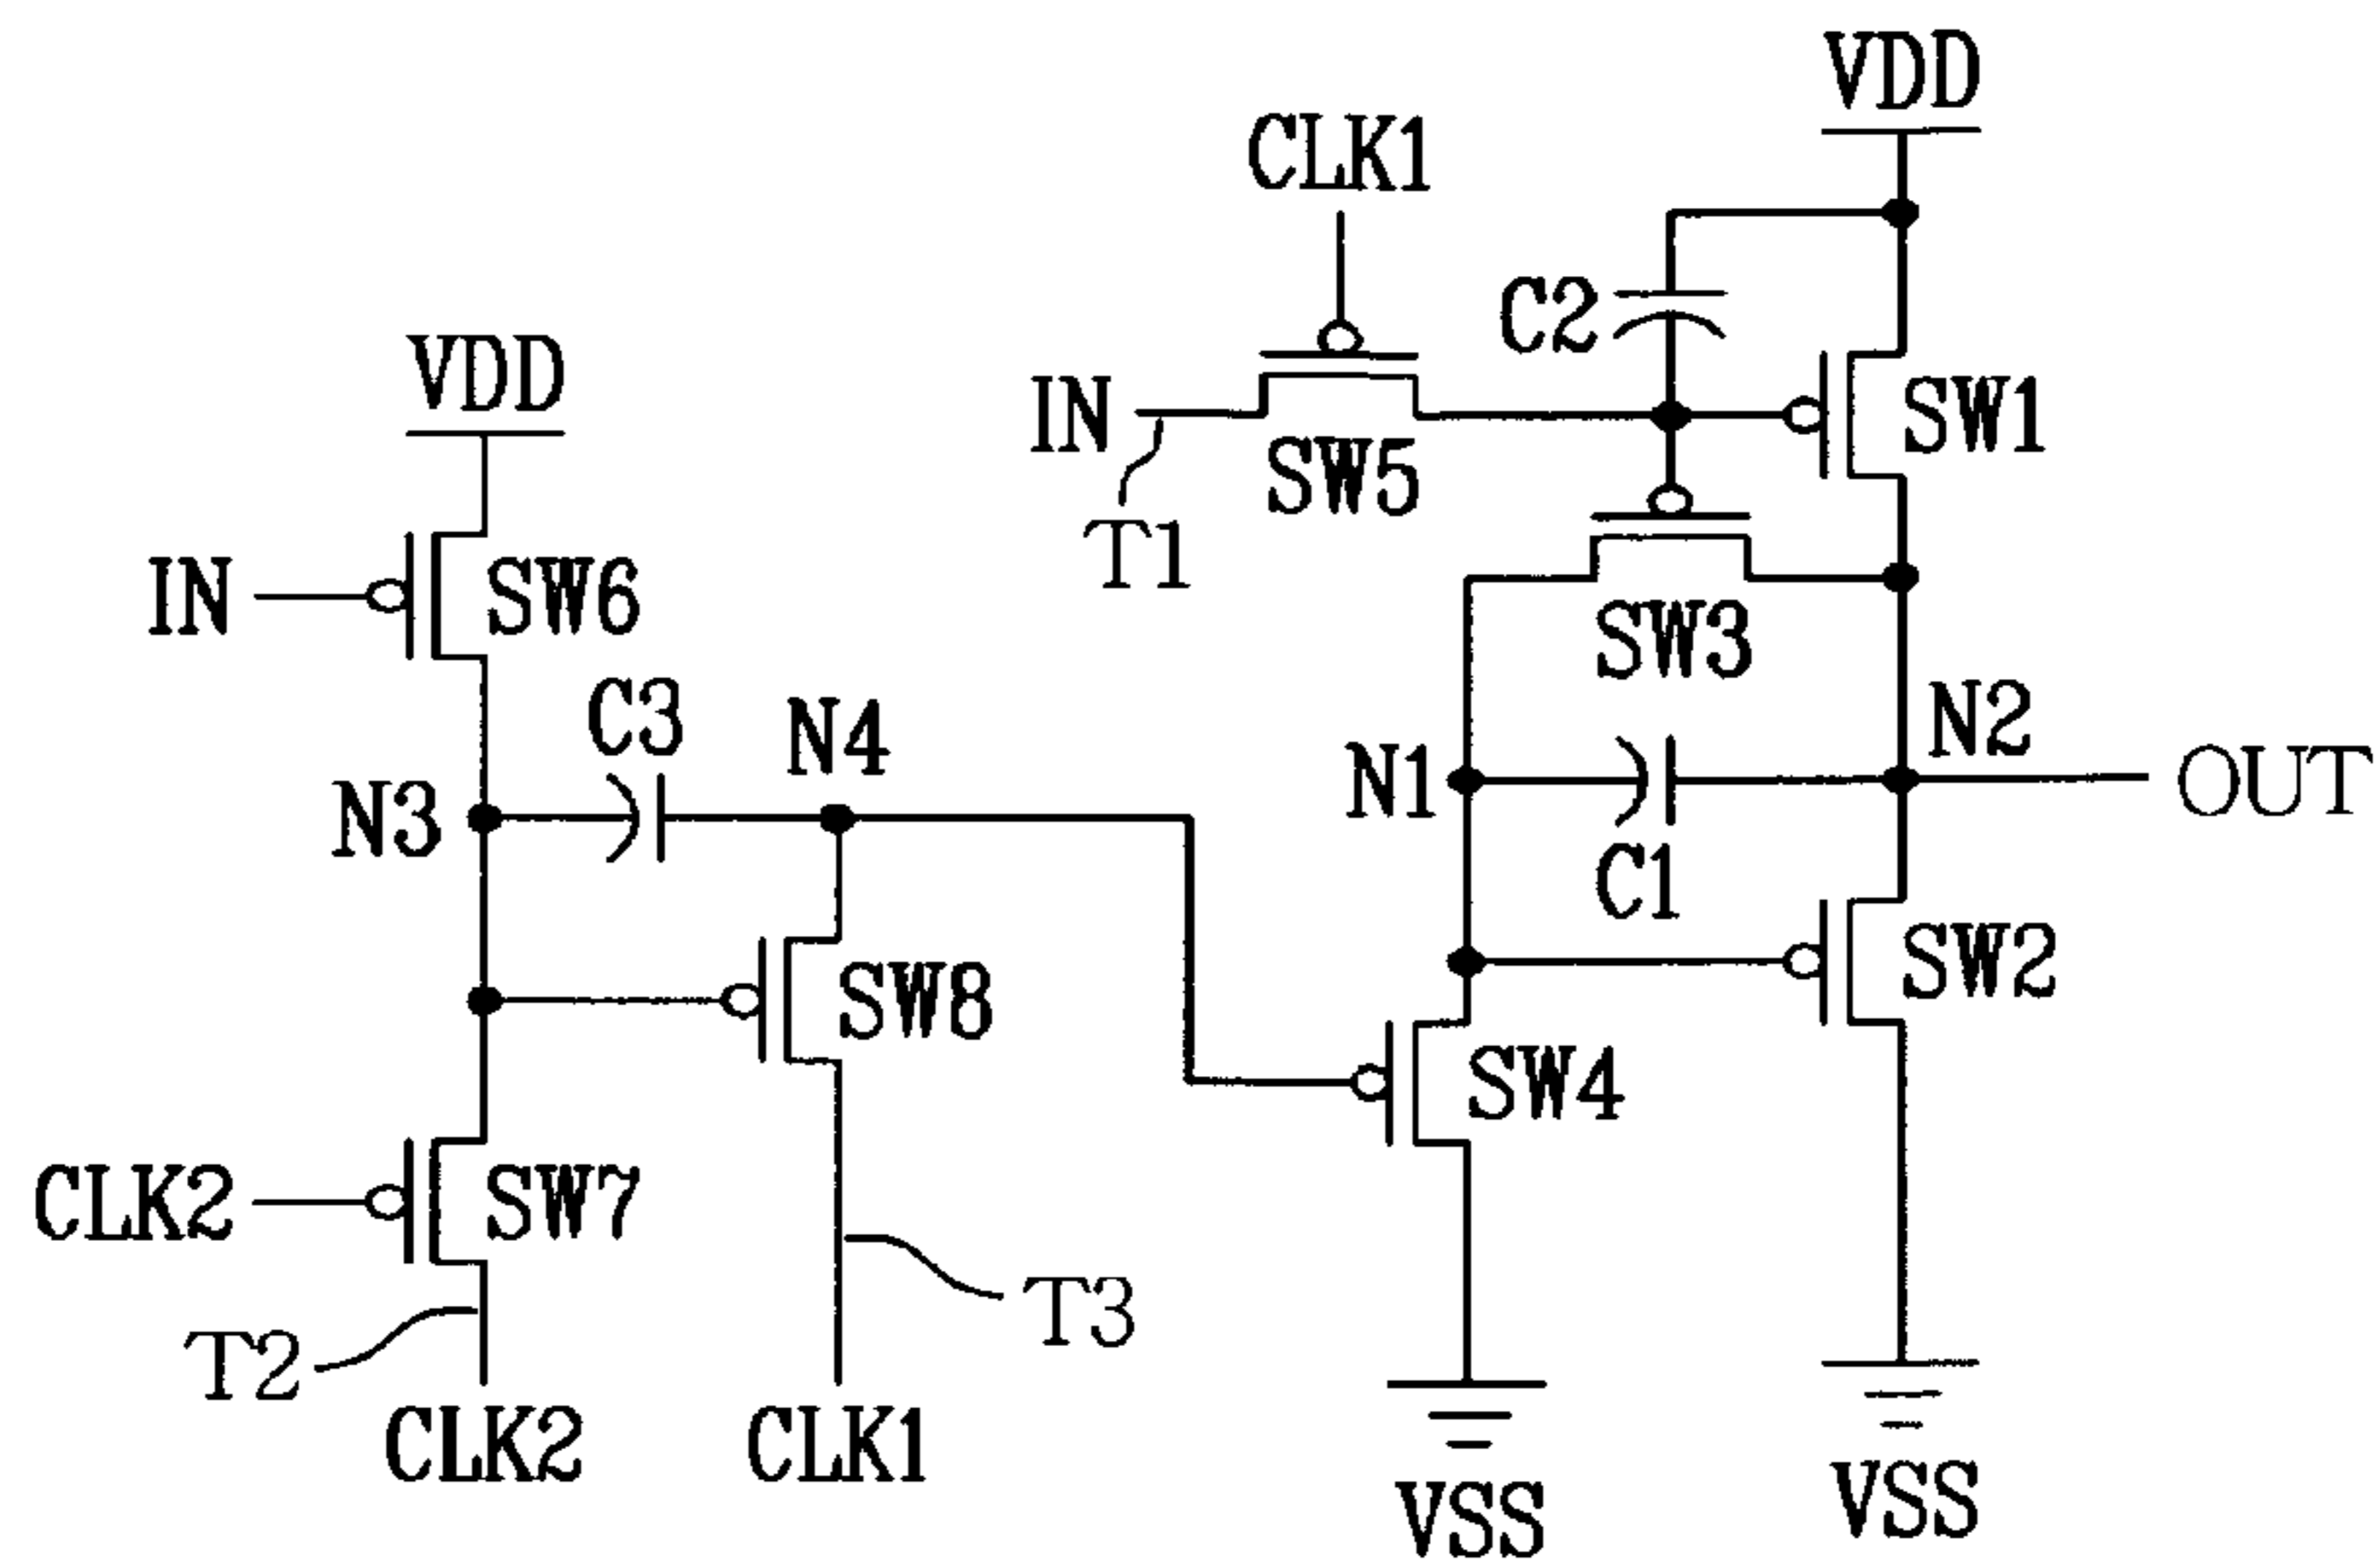 VDD
CLK1
C2
VDD
IN
SW5
SW1
T1
IN
SW6
SW3
C3
N4
N2
N3
N1
OUT
C1
SW8
SW2
SW4
CLK2
SW7
T3
T2
CLK2
CLK1
VSS
VSS